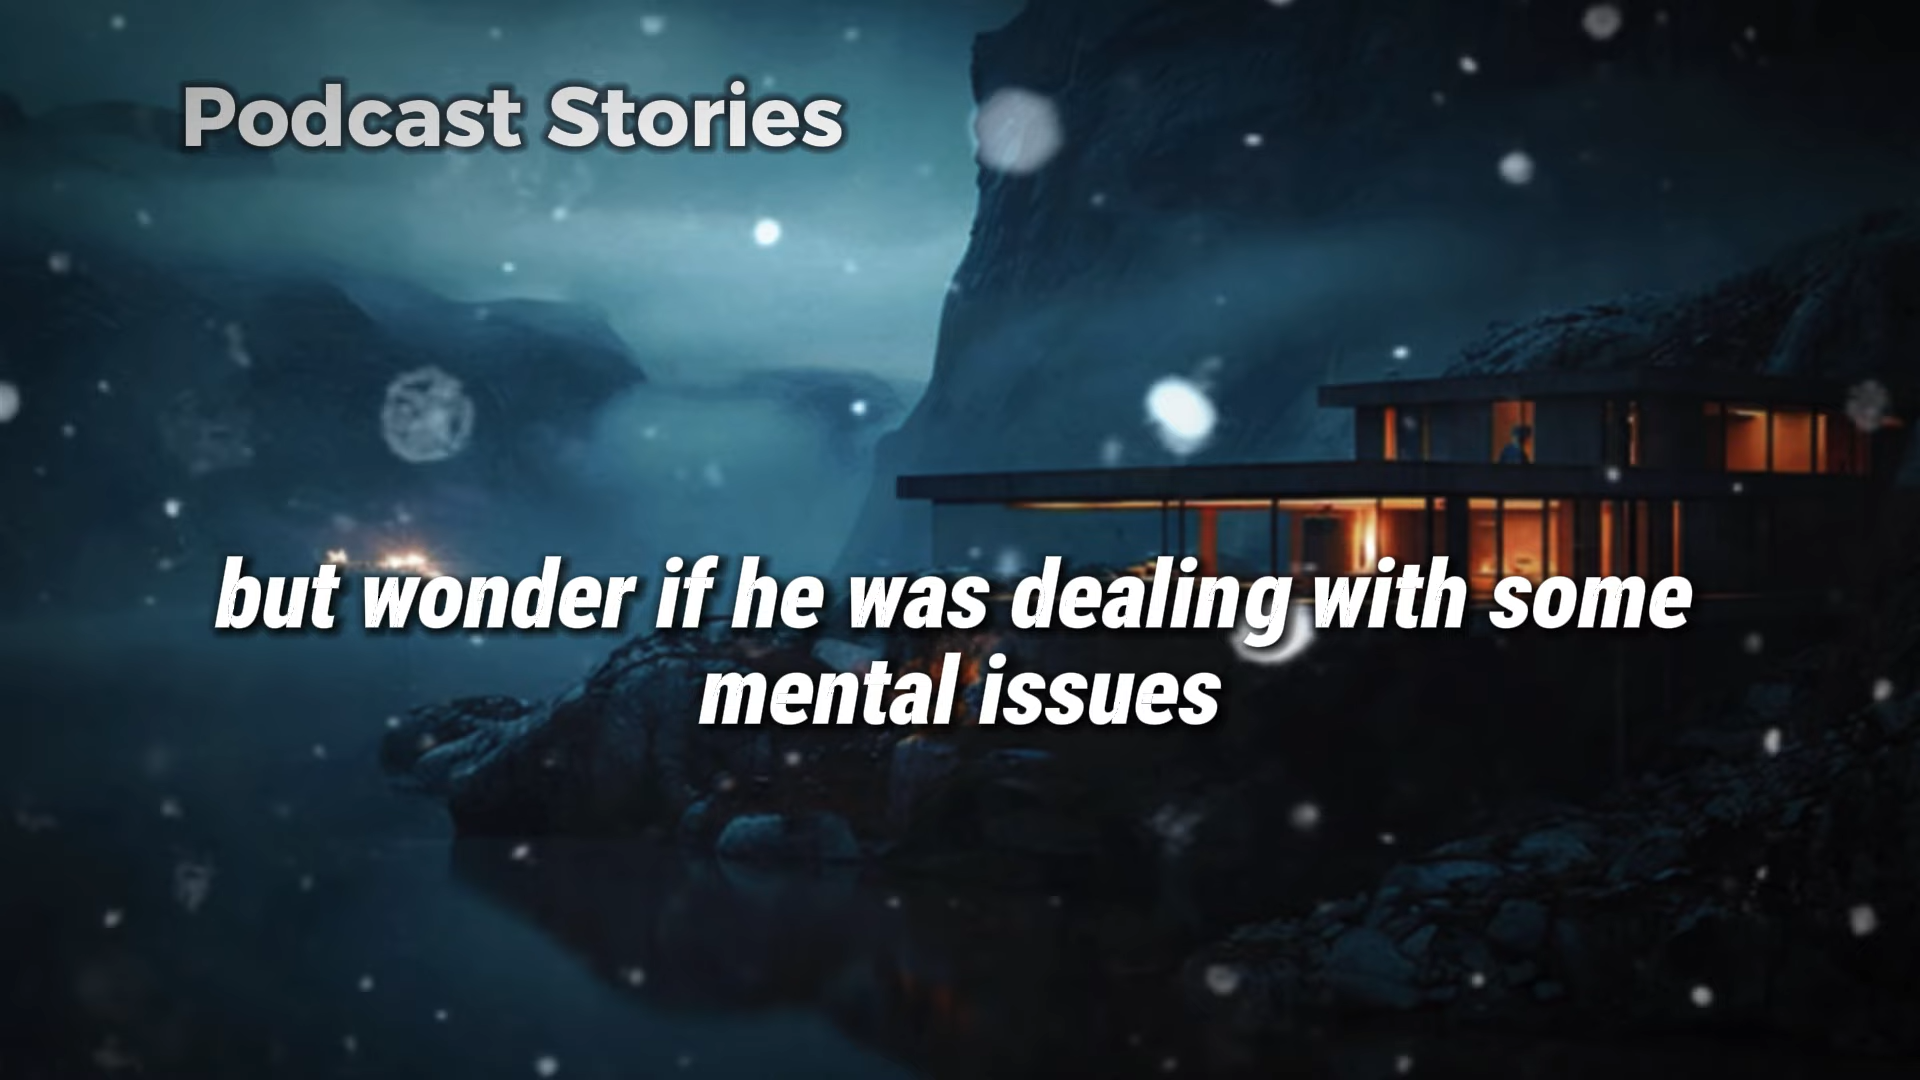 Podcast Stories
but wonder if he was dealing with some
mental issues